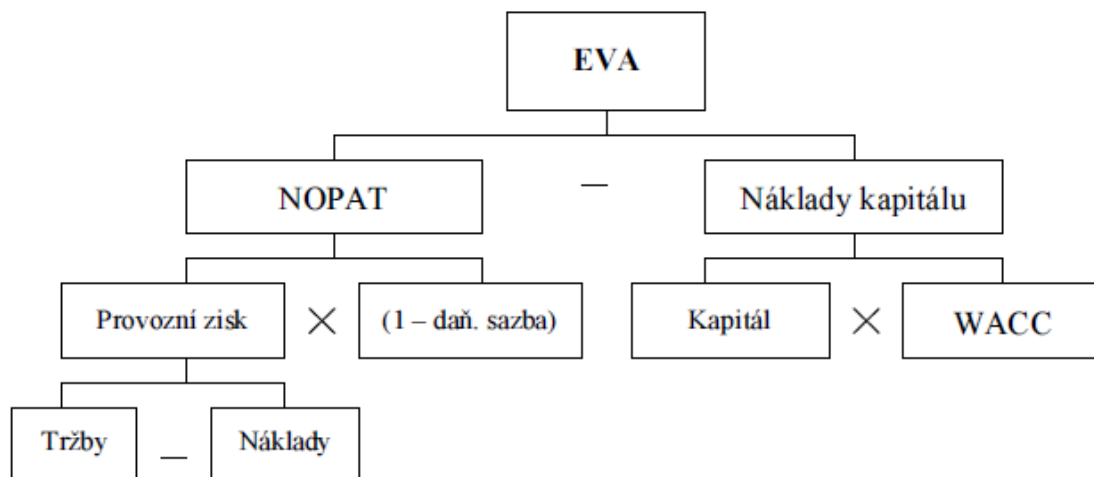 EVA
NOPAT
–
Náklady kapitálu
Provozní zisk
×
(1 – daň. sazba)
Kapitál
×
WACC
Tržby
–
Náklady